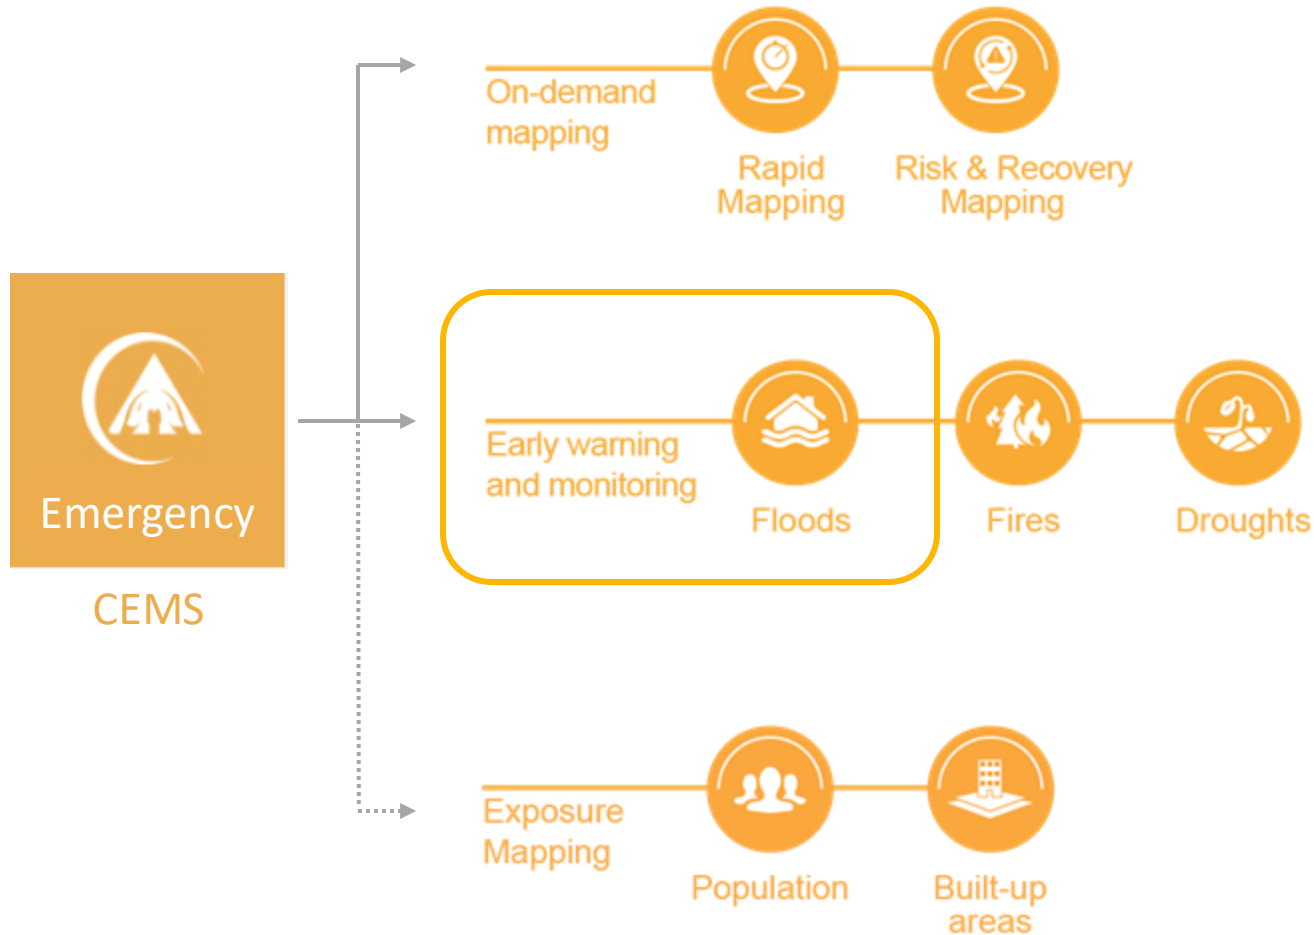 On-demand
mapping
Rapid
Mapping
Risk & Recovery
Mapping
Emergency
CEMS
Early warning
and monitoring
Floods
Fires
Droughts
Exposure
Mapping
Population
Built-up
areas